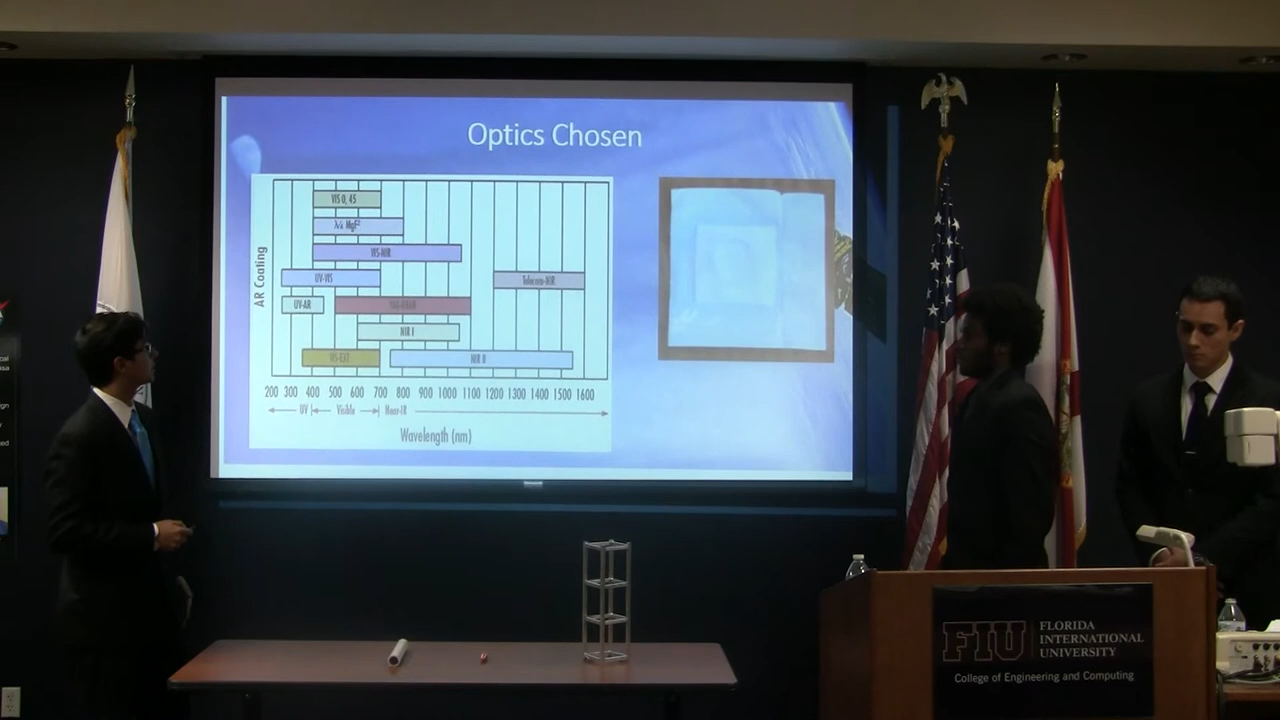 Optics Chosen
VIS 0, 45
λ/4 MgF²
VIS-NIR
UV-VIS
Telecom-NIR
UV-AR
NIR I
VIS-EXT
NIR II
AR Coating
200 300 400 500 600 700 800 900 1000 1100 1200 1300 1400 1500 1600
UV Visible Near-IR
Wavelength (nm)
FIU
FLORIDA
INTERNATIONAL
UNIVERSITY
College of Engineering and Computing